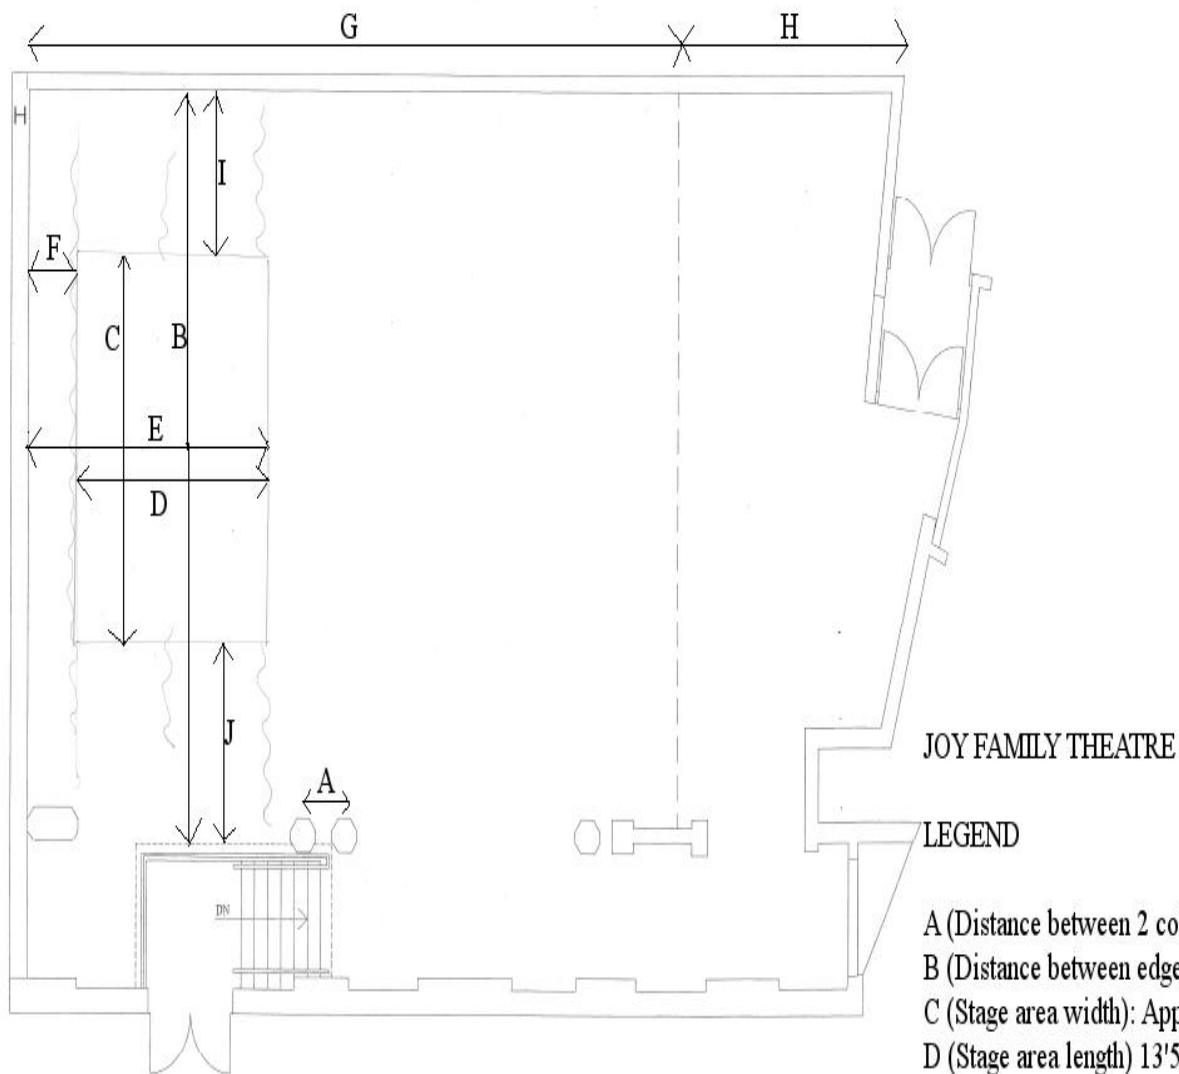 G
H
H
I
F
C
B
E
D
J
A
JOY FAMILY THEATRE
LEGEND
DN
A (Distance between 2 co
B (Distance between edge
C (Stage area width): App
D (Stage area length) 13'5